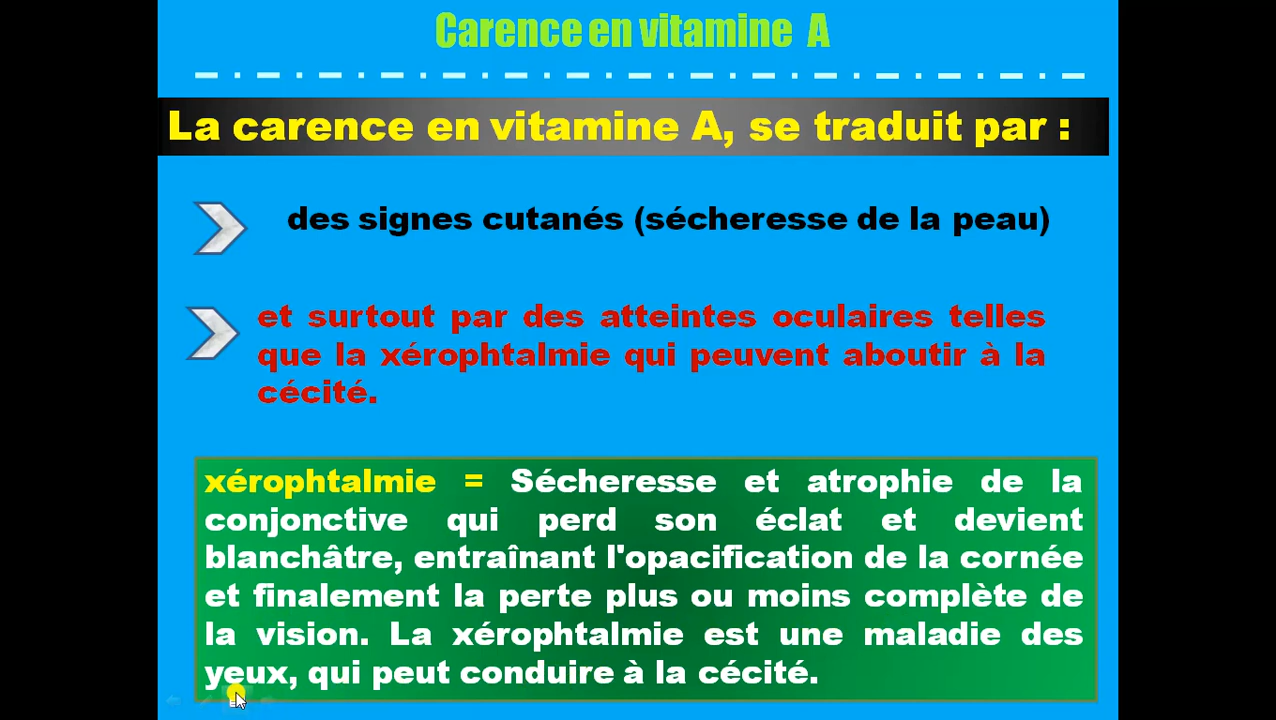 Carence en vitamine A
La carence en vitamine A, se traduit par :
des signes cutanés (sécheresse de la peau)
et surtout par des atteintes oculaires telles
que la xérophtalmie qui peuvent aboutir à la
cécité.
xérophtalmie = Sécheresse et atrophie de la
conjonctive qui perd son éclat et devient
blanchâtre, entraînant l'opacification de la cornée
et finalement la perte plus ou moins complète de
la vision. La xérophtalmie est une maladie des
yeux, qui peut conduire à la cécité.